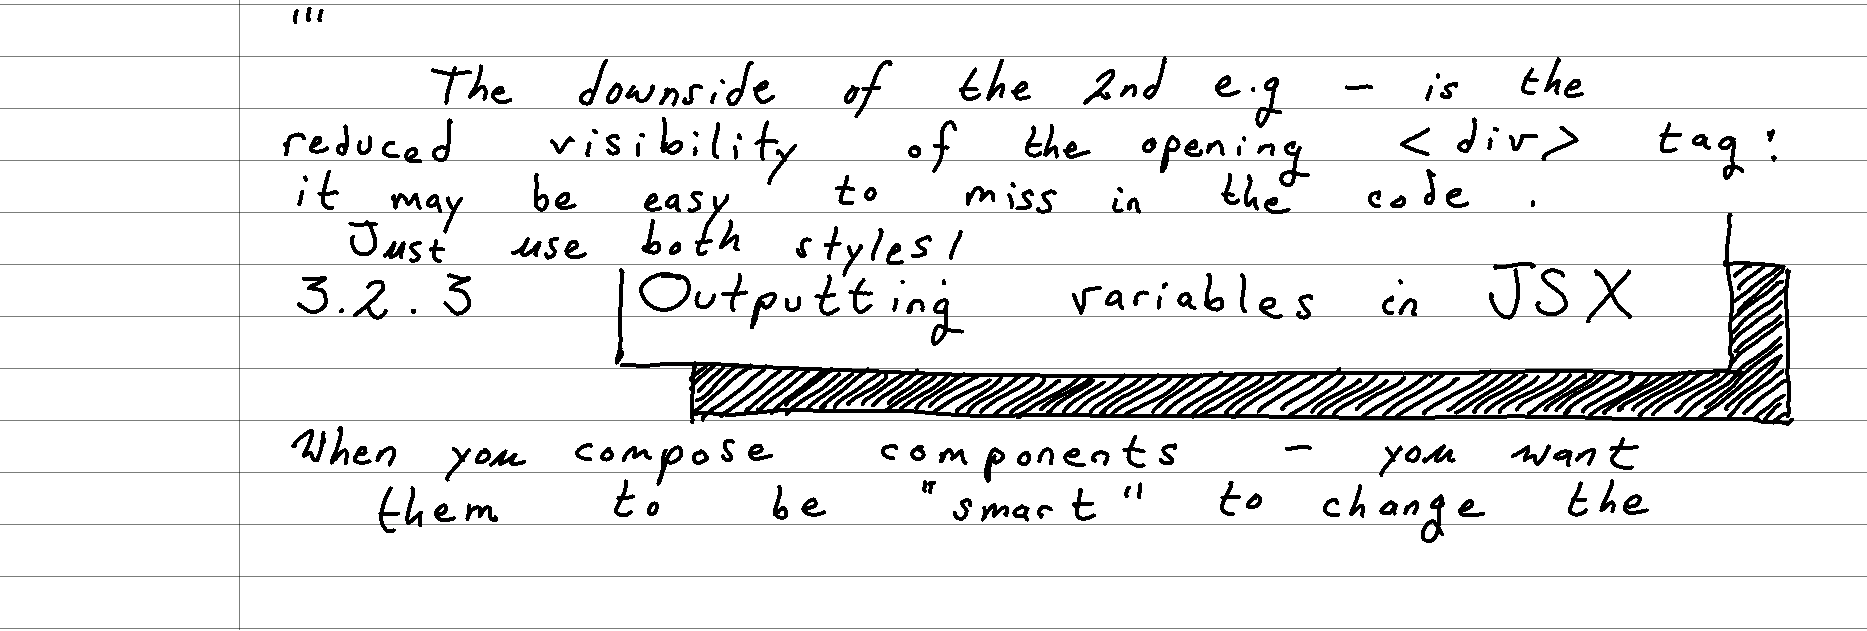 '''
The downside of the 2nd e.g - is the
reduced visibility of the opening <div> tag:
it may be easy to miss in the code.
Just use both styles!
3.2.3 Outputting variables in JSX
When you compose components - you want
them to be "smart" to change the